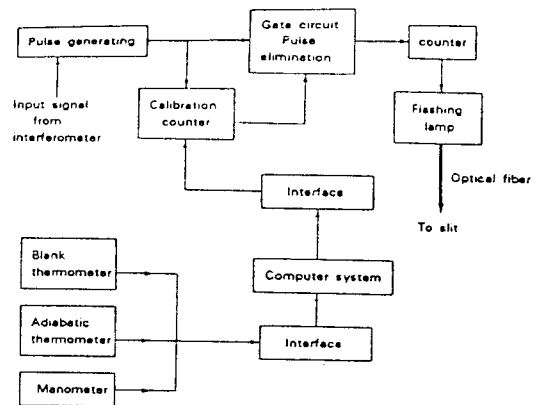 Pulse generating
Gate circuit
Pulse
elimination
counter
Input signal
from
interferometer
Calibration
counter
Flashing
lamp
Optical fiber
To slit
Interface
Blank
thermometer
Computer system
Adiabatic
thermometer
Interface
Manometer